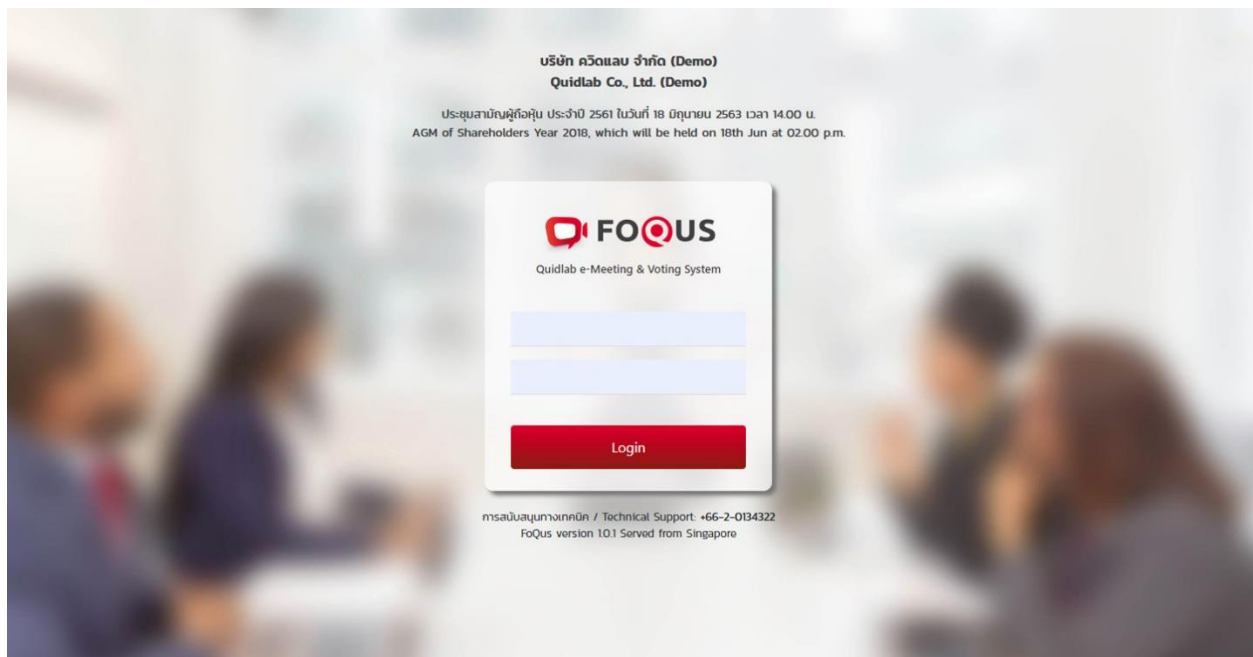 บริษัท ควิดแลบ จำกัด (Demo)
Quidlab Co., Ltd. (Demo)
ประชุมสามัญผู้ถือหุ้น ประจำปี 2561 ในวันที่ 18 มิถุนายน 2563 เวลา 14.00 น.
AGM of Shareholders Year 2018, which will be held on 18th Jun at 02.00 p.m.
FOQUS
Quidlab e-Meeting & Voting System
Login
การสนับสนุนทางเทคนิค / Technical Support: +66-2-0134322
FoQus version 1.0.1 Served from Singapore